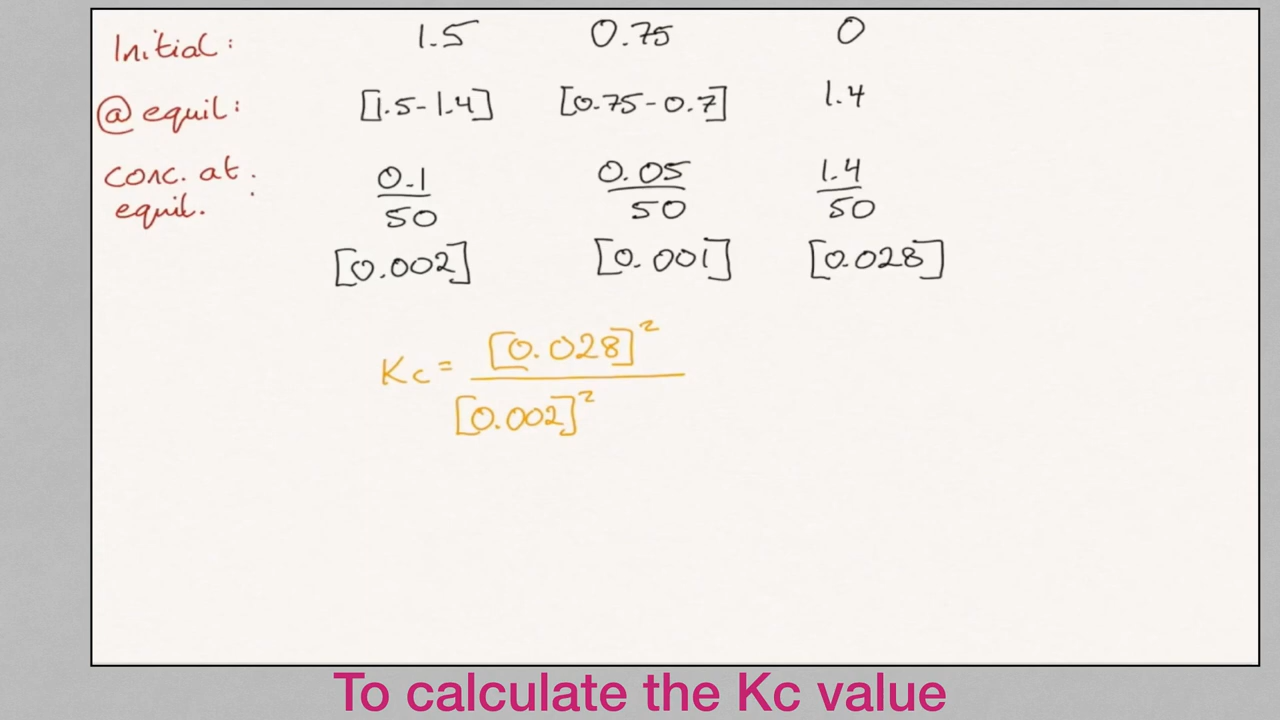 Initial: 1.5 0.75 0
@ equil: [1.5-1.4] [0.75-0.7] 1.4
conc. at equil. : 0.1/50 0.05/50 1.4/50
[0.002] [0.001] [0.028]
Kc = [0.028]²
[0.002]²
To calculate the Kc value